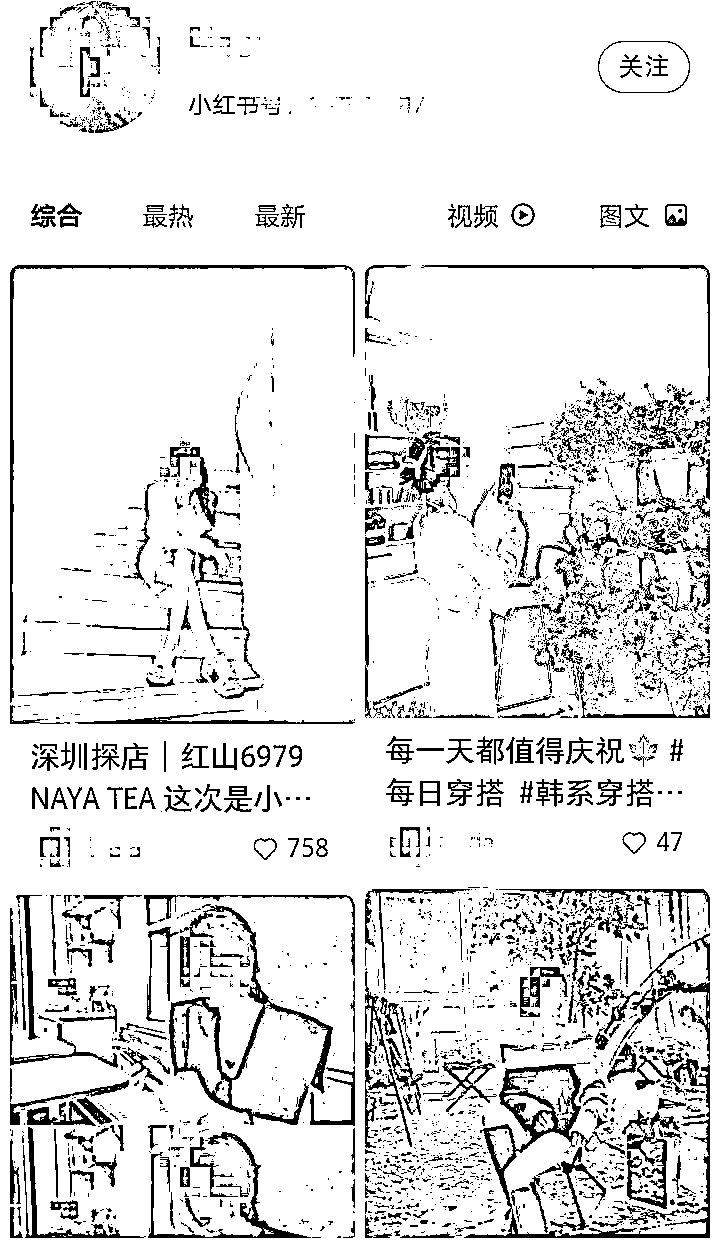 关注
小红书号
综合 最热 最新 视频 图文
深圳探店｜红山6979
NAYA TEA 这次是小…
758
每一天都值得庆祝🍁 #
每日穿搭 #韩系穿搭…
47